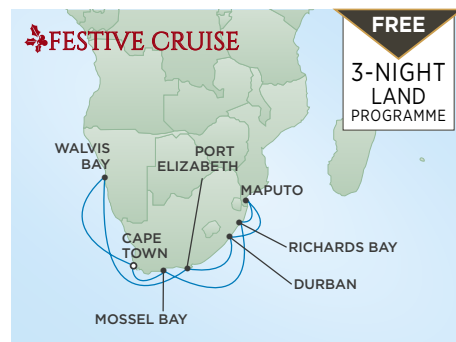 FESTIVE CRUISE
FREE
3-NIGHT
LAND
PROGRAMME
WALVIS
BAY
PORT
ELIZABETH
MAPUTO
CAPE
TOWN
RICHARDS BAY
DURBAN
MOSSEL BAY